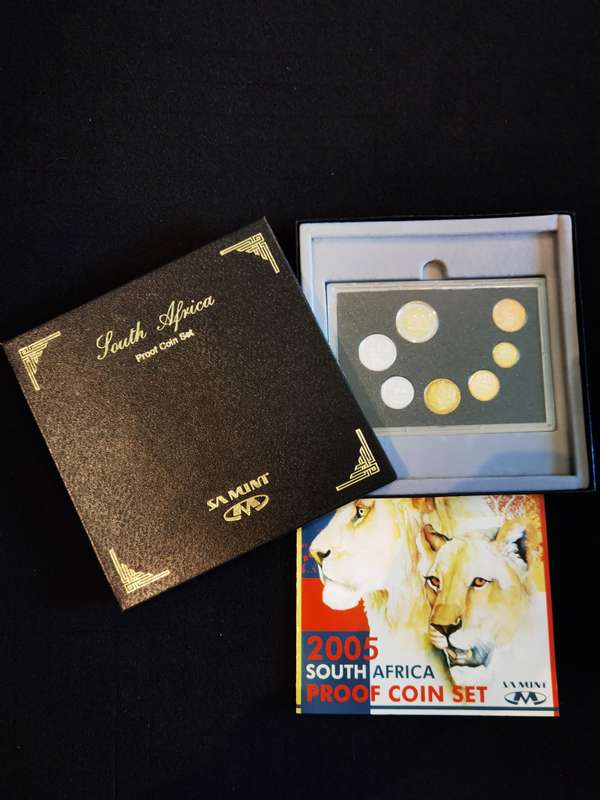 South Africa
Proof Coin Set
SA MINT
2005
SOUTH AFRICA
PROOF COIN SET
SA MINT